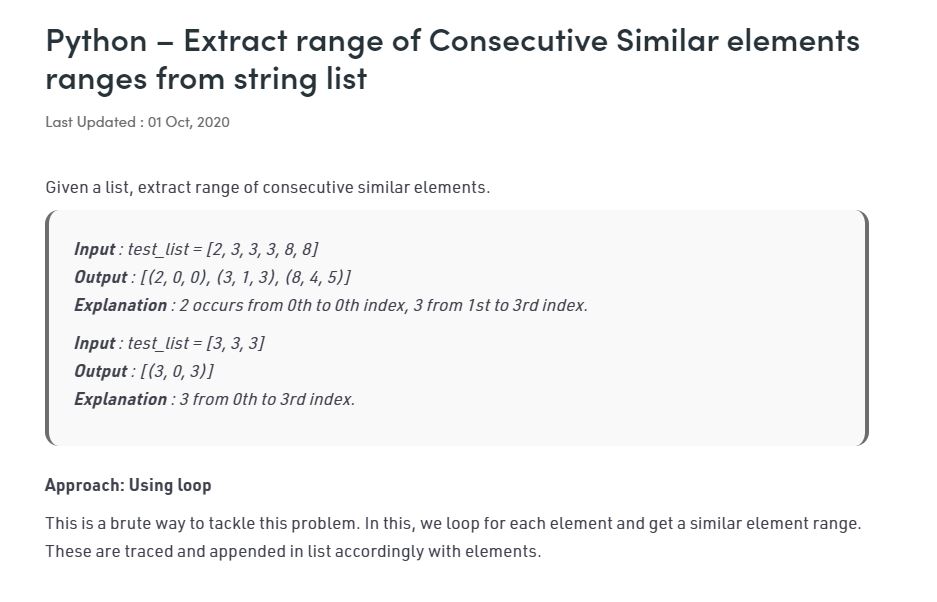 Python – Extract range of Consecutive Similar elements
ranges from string list
Last Updated : 01 Oct, 2020
Given a list, extract range of consecutive similar elements.
Input : test_list = [2, 3, 3, 3, 8, 8]
Output : [(2, 0, 0), (3, 1, 3), (8, 4, 5)]
Explanation : 2 occurs from 0th to 0th index, 3 from 1st to 3rd index.
Input : test_list = [3, 3, 3]
Output : [(3, 0, 3)]
Explanation : 3 from 0th to 3rd index.
Approach: Using loop
This is a brute way to tackle this problem. In this, we loop for each element and get a similar element range.
These are traced and appended in list accordingly with elements.